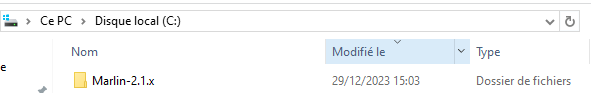 Ce PC > Disque local (C:)
Nom Modifié le Type
e Marlin-2.1.x 29/12/2023 15:03 Dossier de fichiers